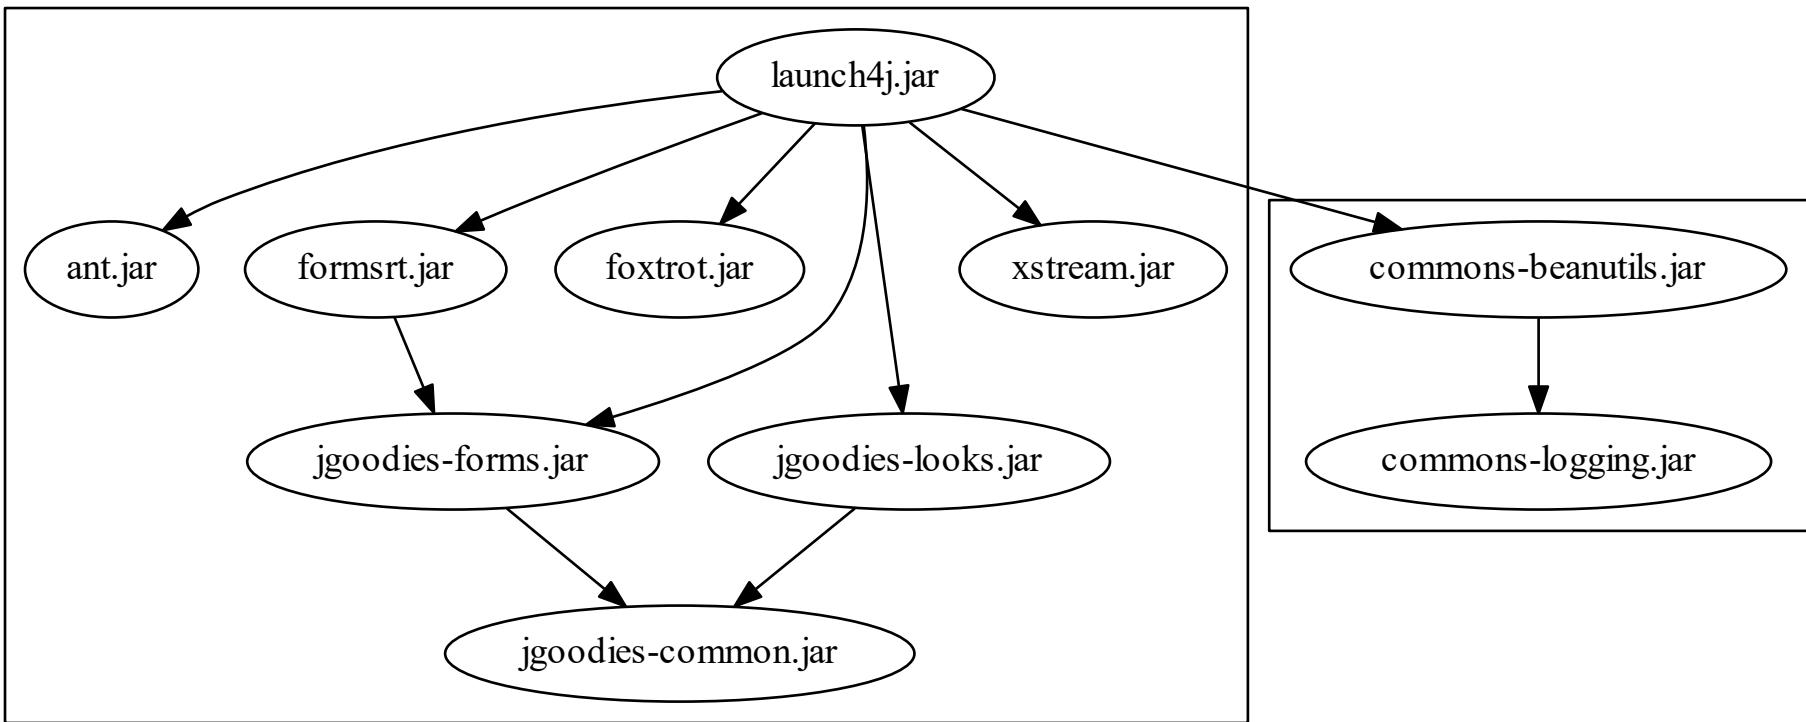 launch4j.jar
ant.jar
formsrt.jar
foxtrot.jar
xstream.jar
commons-beanutils.jar
jgoodies-forms.jar
jgoodies-looks.jar
commons-logging.jar
jgoodies-common.jar